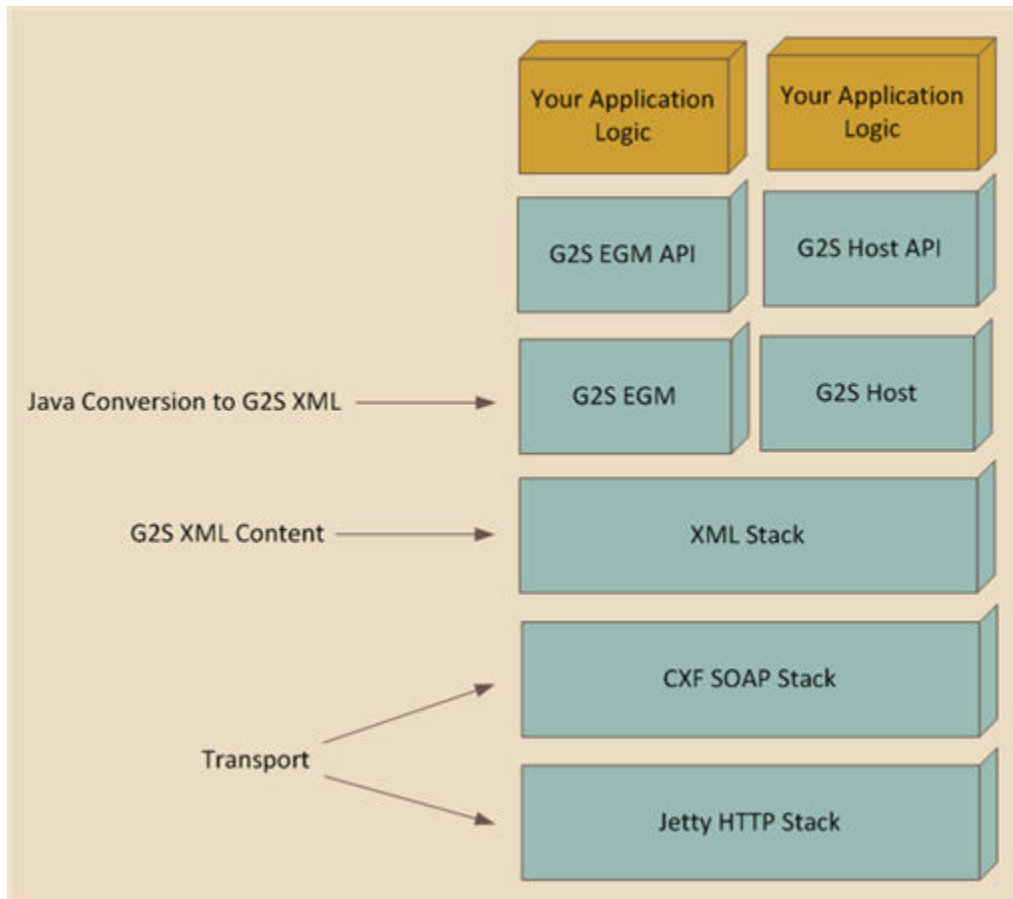 Your Application
Logic
Your Application
Logic
G2S EGM API
G2S Host API
Java Conversion to G2S XML
G2S EGM
G2S Host
G2S XML Content
XML Stack
CXF SOAP Stack
Transport
Jetty HTTP Stack